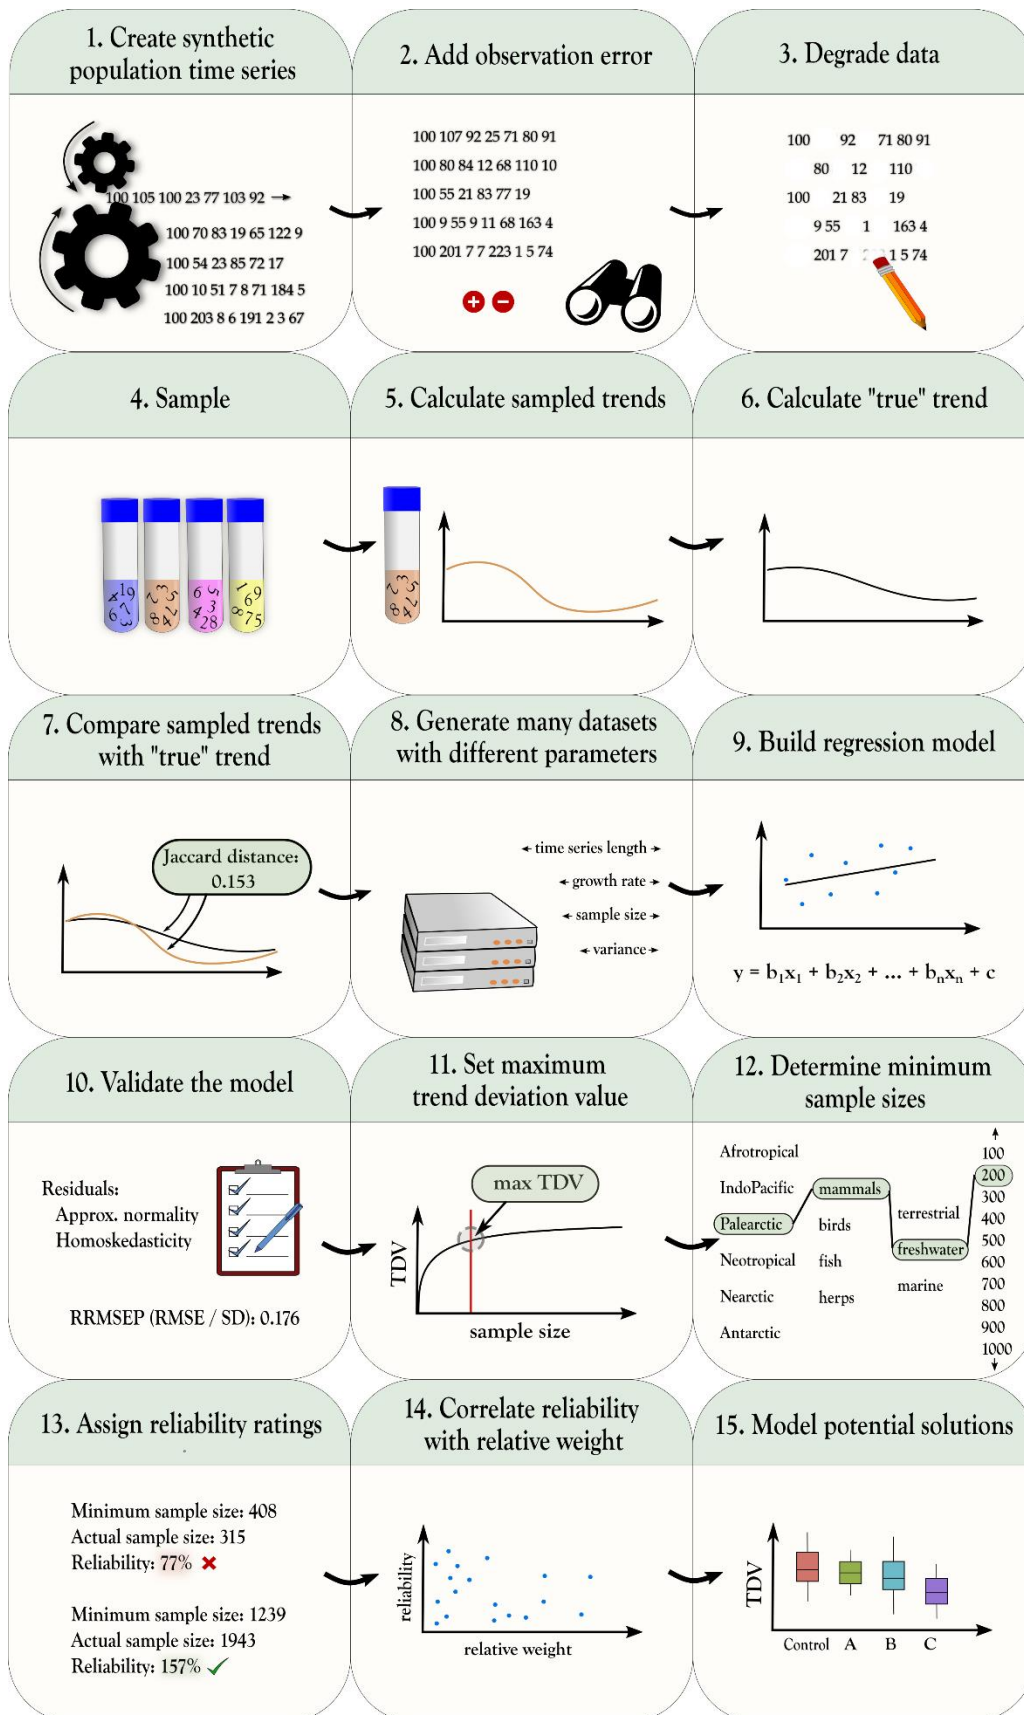 1. Create synthetic
population time series
100 105 100 23 77 103 92
100 70 83 19 65 122 9
100 54 23 85 72 17
100 10 51 7 8 71 184 5
100 203 8 6 191 2 3 67
2. Add observation error
100 107 92 25 71 80 91
100 80 84 12 68 110 10
100 55 21 83 77 19
100 9 55 9 11 68 163 4
100 201 7 7 223 1 5 74
3. Degrade data
100 92 71 80 91
80 12 110
100 21 83 19
9 55 1 163 4
201 7 1 5 74
4. Sample
5. Calculate sampled trends
6. Calculate "true" trend
7. Compare sampled trends
with "true" trend
Jaccard distance:
0.153
8. Generate many datasets
with different parameters
time series length
growth rate
sample size
variance
9. Build regression model
y = b₁x₁ + b₂x₂ + ... + bₙxₙ + c
10. Validate the model
Residuals:
Approx. normality
Homoskedasticity
RRMSEP (RMSE / SD): 0.176
11. Set maximum
trend deviation value
max TDV
TDV
sample size
12. Determine minimum
sample sizes
Afrotropical
IndoPacific
Palearctic
Neotropical
Nearctic
Antarctic
mammals
birds
fish
herps
terrestrial
freshwater
marine
100
200
300
400
500
600
700
800
900
1000
13. Assign reliability ratings
Minimum sample size: 408
Actual sample size: 315
Reliability: 77%
Minimum sample size: 1239
Actual sample size: 1943
Reliability: 157%
14. Correlate reliability
with relative weight
reliability
relative weight
15. Model potential solutions
TDV
Control A B C